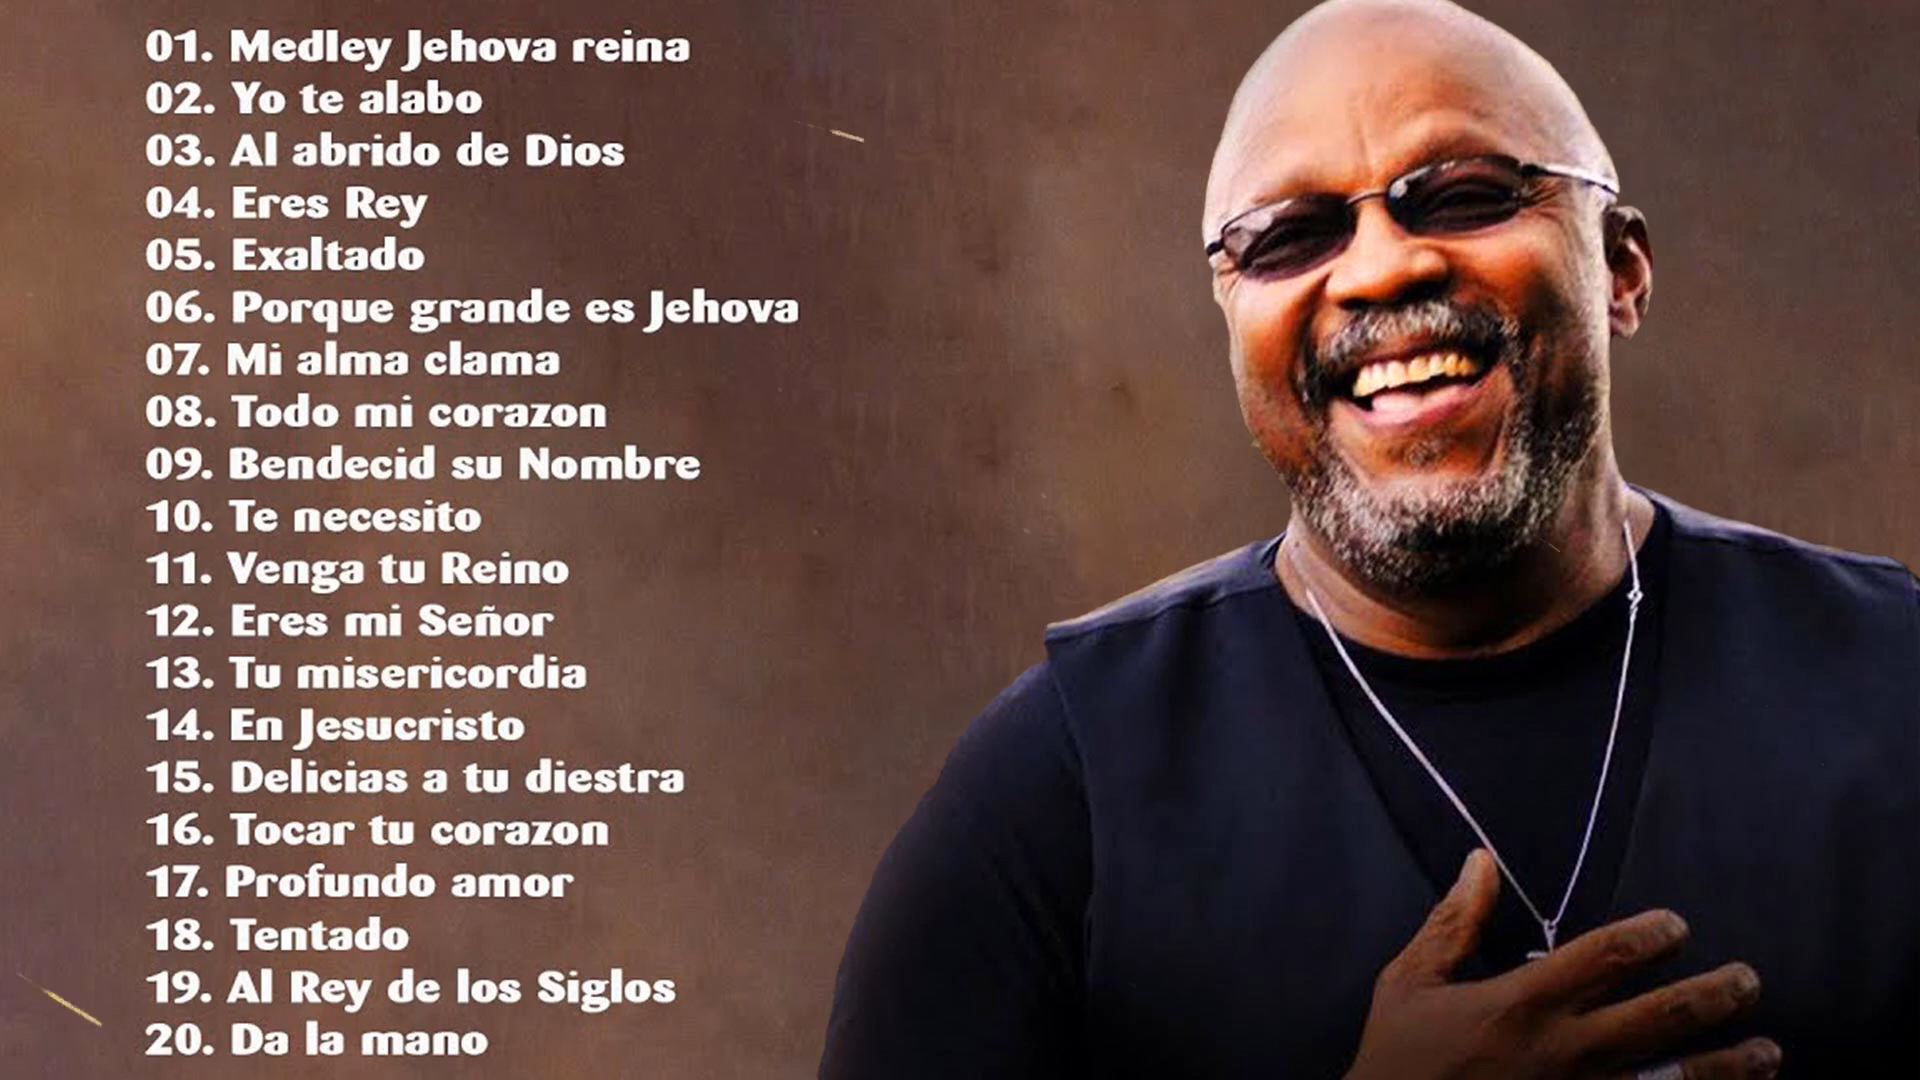 01. Medley Jehova reina
02. Yo te alabo
03. Al abrido de Dios
04. Eres Rey
05. Exaltado
06. Porque grande es Jehova
07. Mi alma clama
08. Todo mi corazon
09. Bendecid su Nombre
10. Te necesito
11. Venga tu Reino
12. Eres mi Señor
13. Tu misericordia
14. En Jesucristo
15. Delicias a tu diestra
16. Tocar tu corazon
17. Profundo amor
18. Tentado
19. Al Rey de los Siglos
20. Da la mano